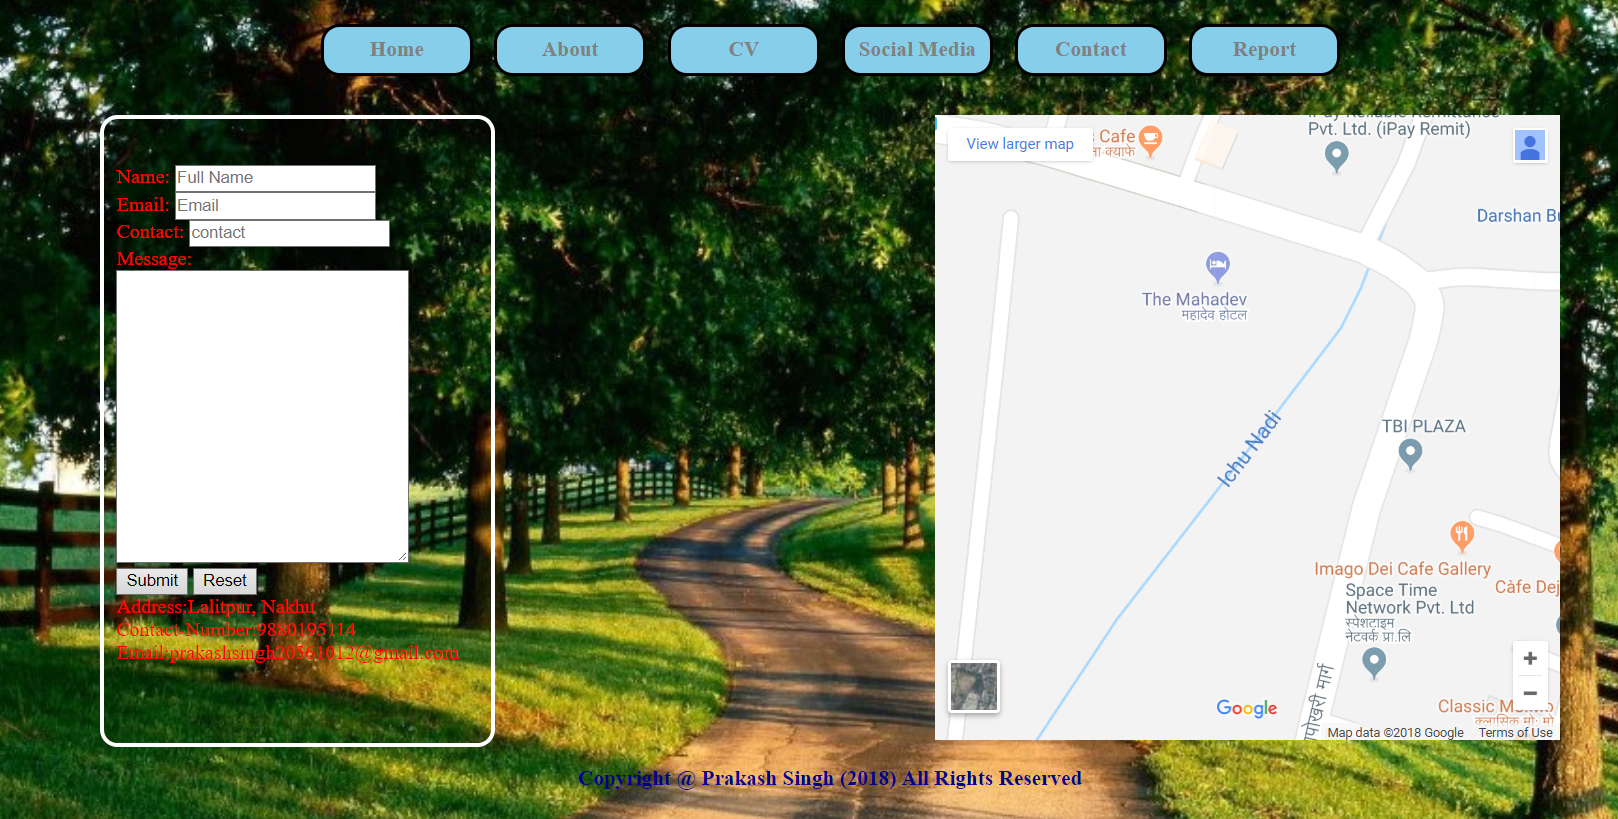 Home
About
CV
Social Media
Contact
Report
Name: Full Name
Email: Email
Contact: contact
Message:
Submit Reset
Address:Lalitpur, Nakhu
Contact Number:9880195114
Email:prakashsingh20561012@gmail.com
View larger map
Cafe
Pvt. Ltd. (iPay Remit)
Darshan
The Mahadev
महादेव होटल
Ichu Nadi
TBI PLAZA
Imago Dei Cafe Gallery
Càfe Dej
Space Time
Network Pvt. Ltd
स्पेशटाइम
नेटवर्क प्रा.लि
Classic
Google
Map data ©2018 Google Terms of Use
Copyright @ Prakash Singh (2018) All Rights Reserved